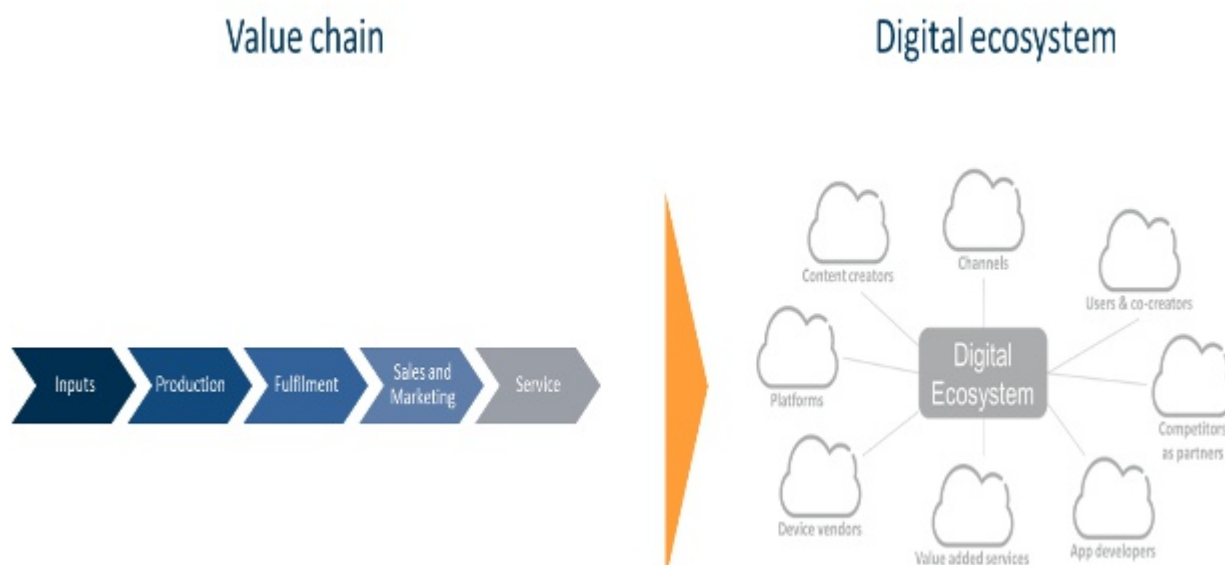 Value chain
Digital ecosystem
Inputs
Production
Fulfilment
Sales and
Marketing
Service
Content creators
Channels
Users & co-creators
Platforms
Digital
Ecosystem
Competitors
as partners
Device vendors
Value added services
App developers